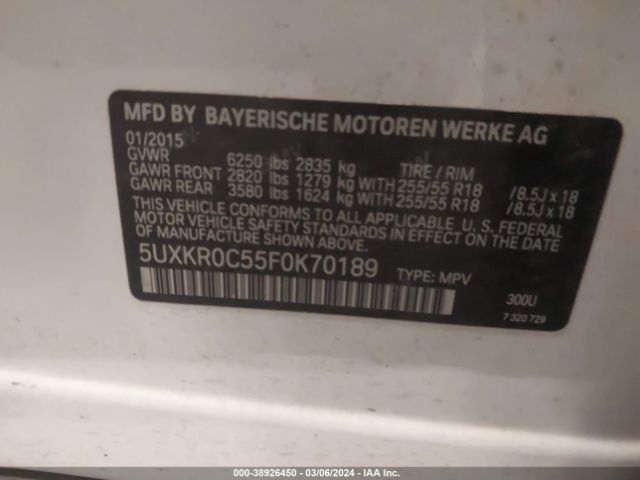 MFD BY BAYERISCHE MOTOREN WERKE AG
01/2015
GVWR 6250 lbs 2835 kg TIRE / RIM
GAWR FRONT 2820 lbs 1279 kg WITH 255/55 R18 /8.5J x 18
GAWR REAR 3580 lbs 1624 kg WITH 255/55 R18 /8.5J x 18
THIS VEHICLE CONFORMS TO ALL APPLICABLE U. S. FEDERAL
MOTOR VEHICLE SAFETY STANDARDS IN EFFECT ON THE DATE
OF MANUFACTURE SHOWN ABOVE.
5UXKR0C55F0K70189 TYPE: MPV
300U
7 320 729
000-38926450 - 03/06/2024 - IAA Inc.